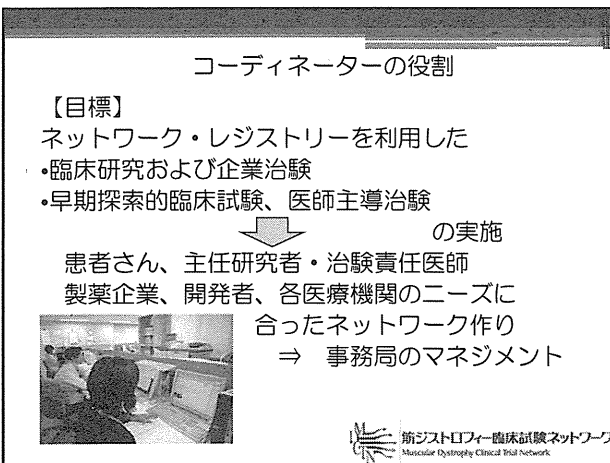 コーディネーターの役割
【目標】
ネットワーク・レジストリーを利用した
•臨床研究および企業治験
•早期探索的臨床試験、医師主導治験
の実施
患者さん、主任研究者・治験責任医師
製薬企業、開発者、各医療機関のニーズに
合ったネットワーク作り
⇒ 事務局のマネジメント
筋ジストロフィー臨床試験ネットワーク
Muscular Dystrophy Clinical Trial Network